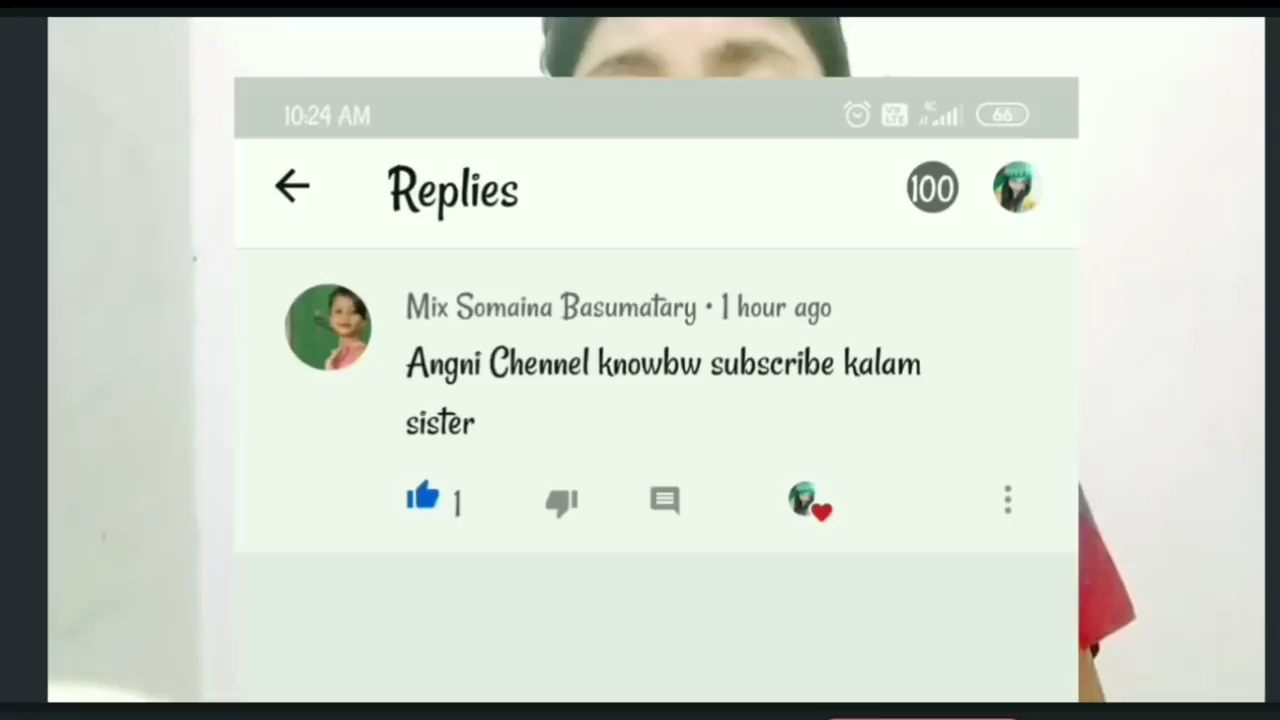 10:24 AM 66
Replies 100
Mix Somaina Basumatary • 1 hour ago
Angni Chennel knowbw subscribe kalam
sister
1